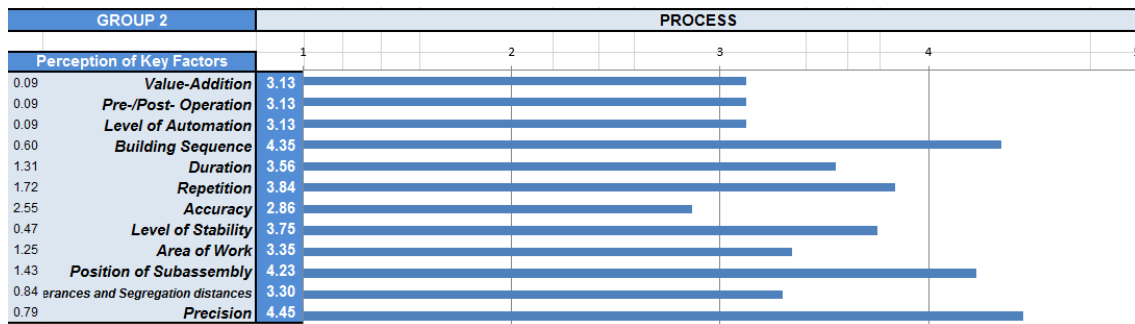 GROUP 2 PROCESS
1 2 3 4
Perception of Key Factors
0.09 Value-Addition 3.13
0.09 Pre-/Post- Operation 3.13
0.09 Level of Automation 3.13
0.60 Building Sequence 4.35
1.31 Duration 3.56
1.72 Repetition 3.84
2.55 Accuracy 2.86
0.47 Level of Stability 3.75
1.25 Area of Work 3.35
1.43 Position of Subassembly 4.23
0.84 erances and Segregation distances 3.30
0.79 Precision 4.45